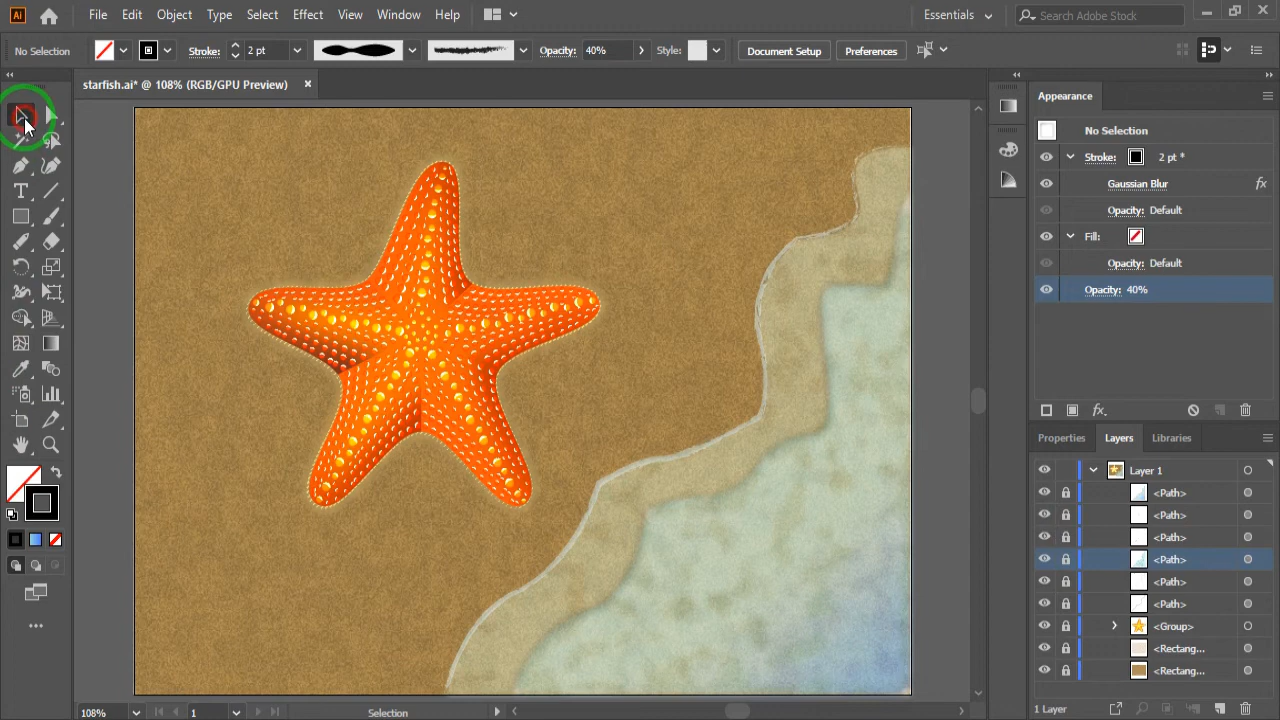 Ai File Edit Object Type Select Effect View Window Help Essentials Search Adobe Stock
No Selection Stroke: 2 pt Opacity: 40% Style: Document Setup Preferences
starfish.ai* @ 108% (RGB/GPU Preview) ×
Appearance
No Selection
Stroke: 2 pt *
Gaussian Blur fx
Opacity: Default
Fill:
Opacity: Default
Opacity: 40%
fx
Properties Layers Libraries
Layer 1
<Path>
<Path>
<Path>
<Path>
<Path>
<Path>
<Group>
<Rectang...
<Rectang...
108% 1 Selection 1 Layer